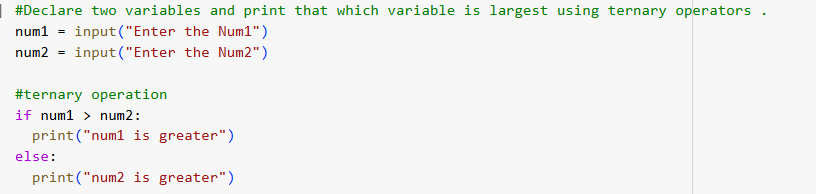 #Declare two variables and print that which variable is largest using ternary operators .
num1 = input("Enter the Num1")
num2 = input("Enter the Num2")

#ternary operation
if num1 > num2:
  print("num1 is greater")
else:
  print("num2 is greater")